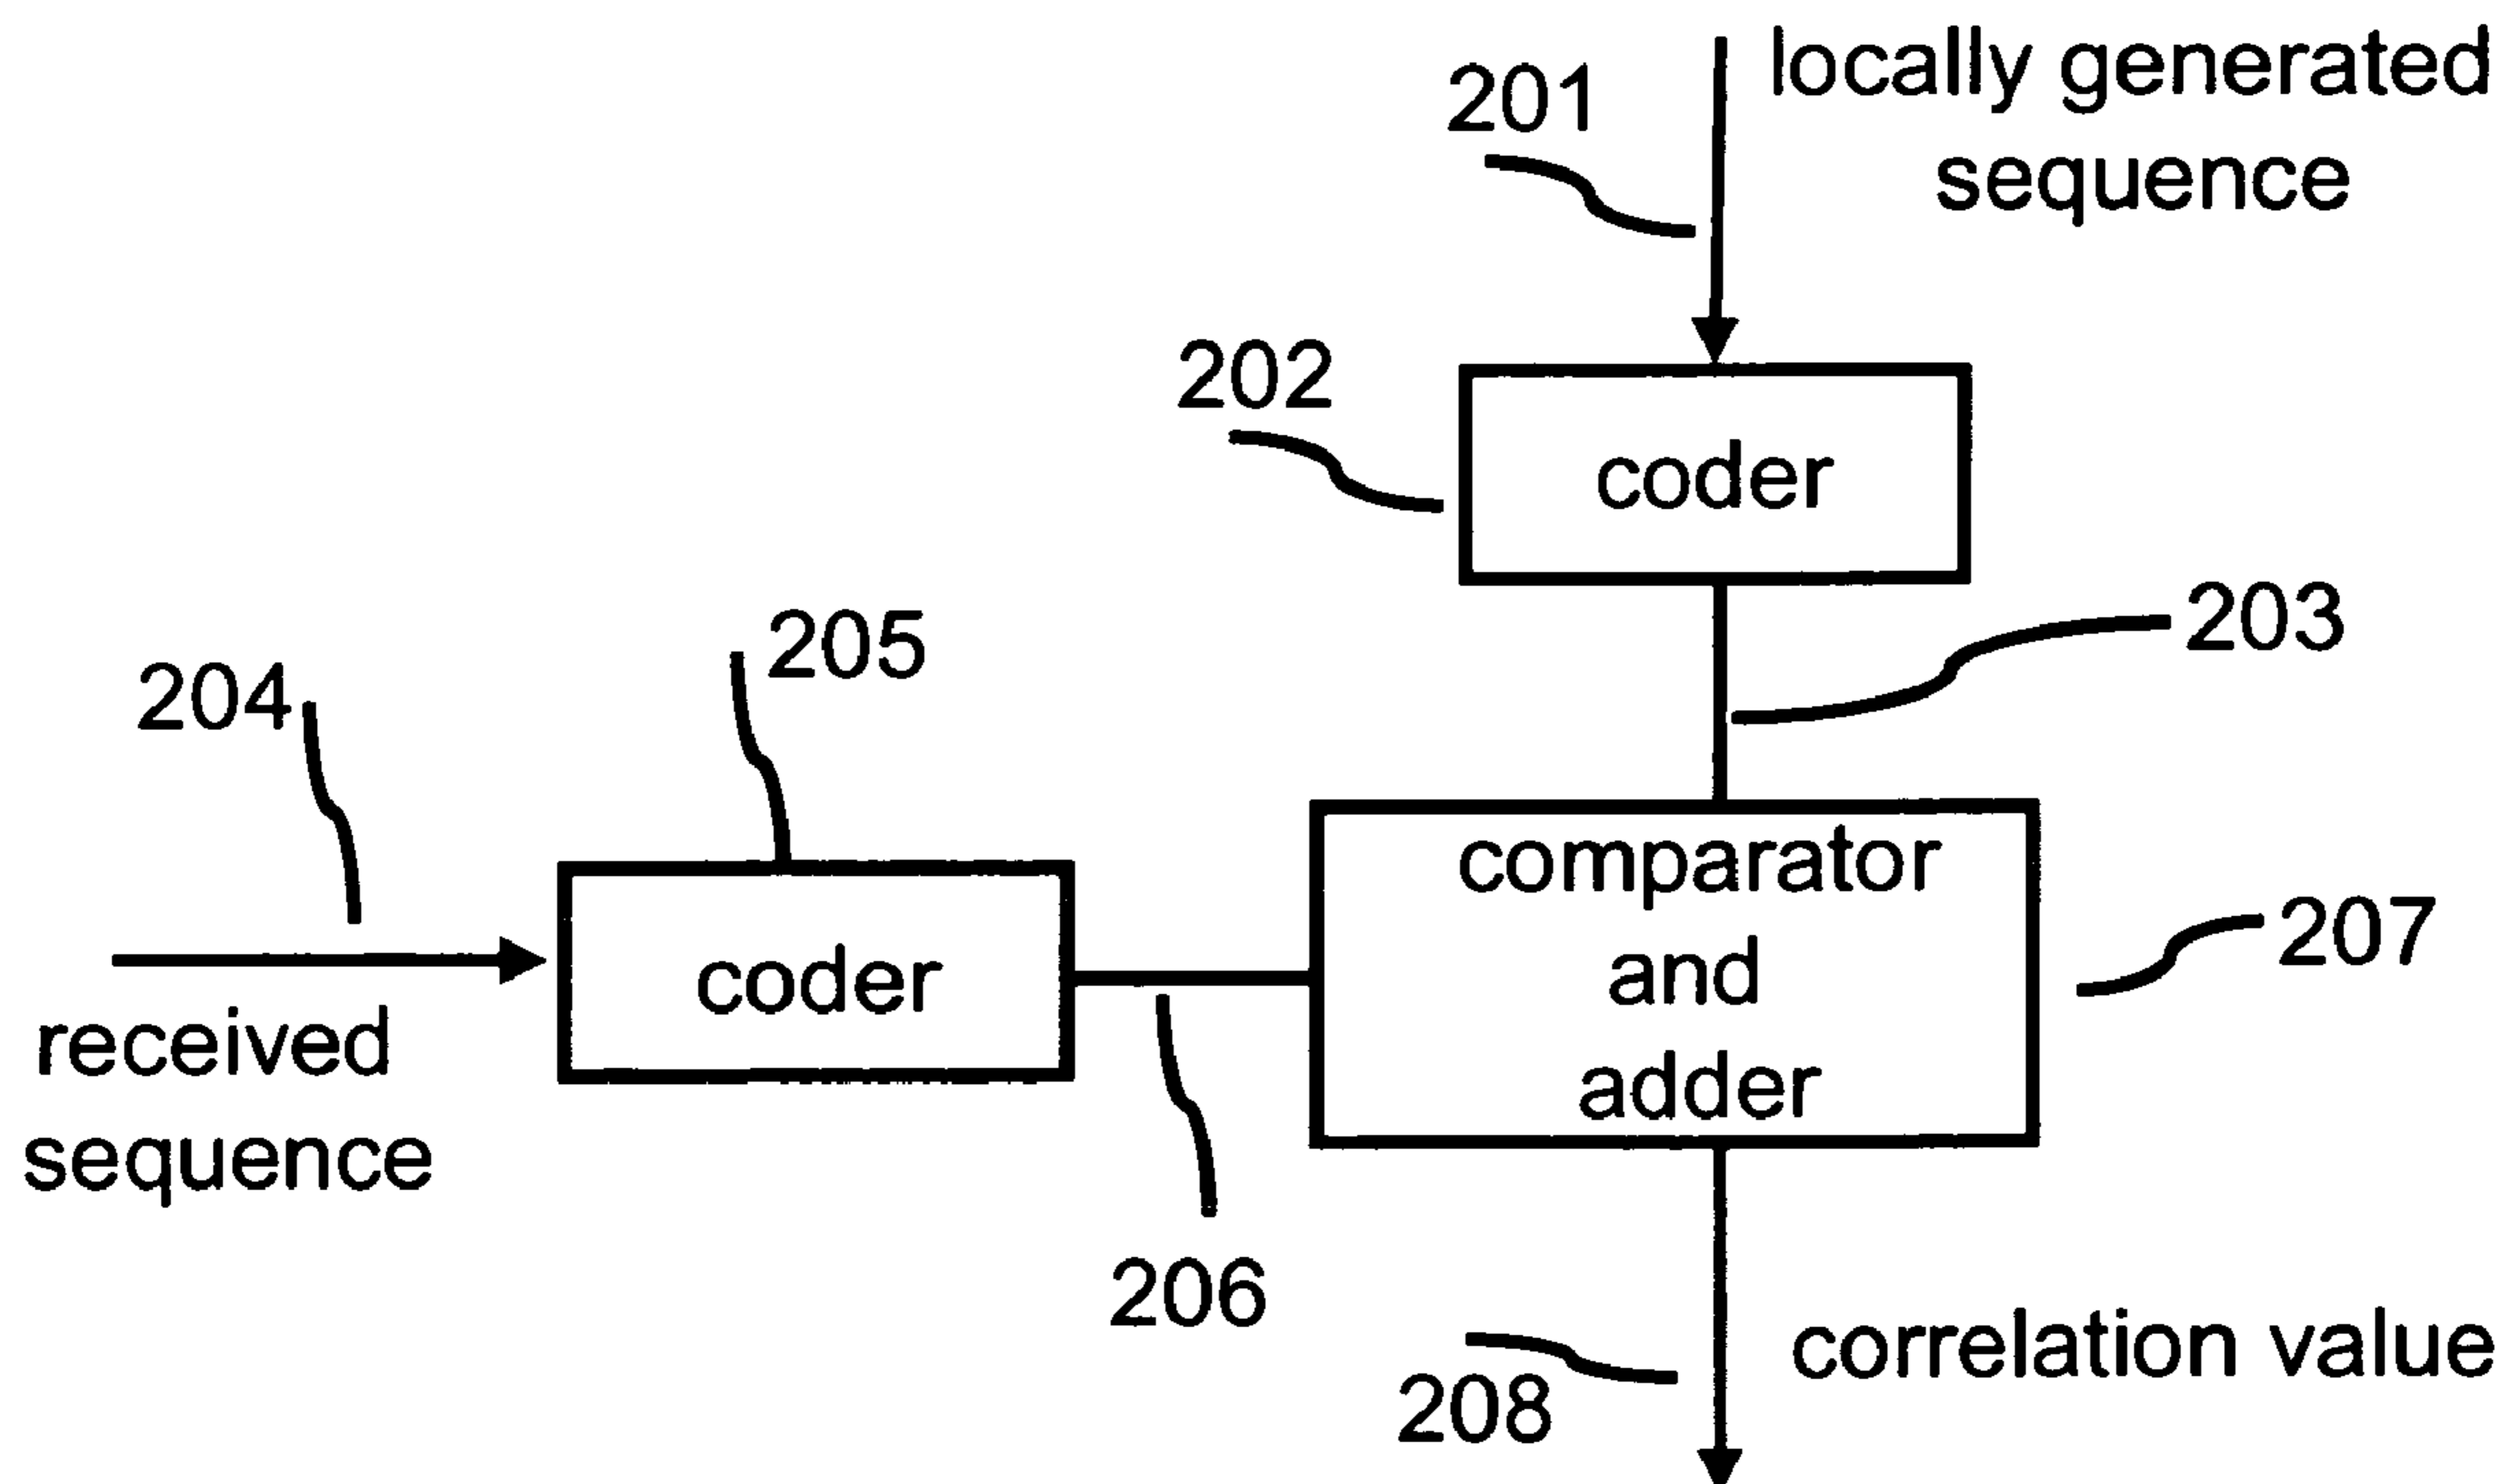 locally generated
sequence
201
202
coder
203
205
204
comparator
and
adder
207
coder
received
sequence
206
correlation value
208